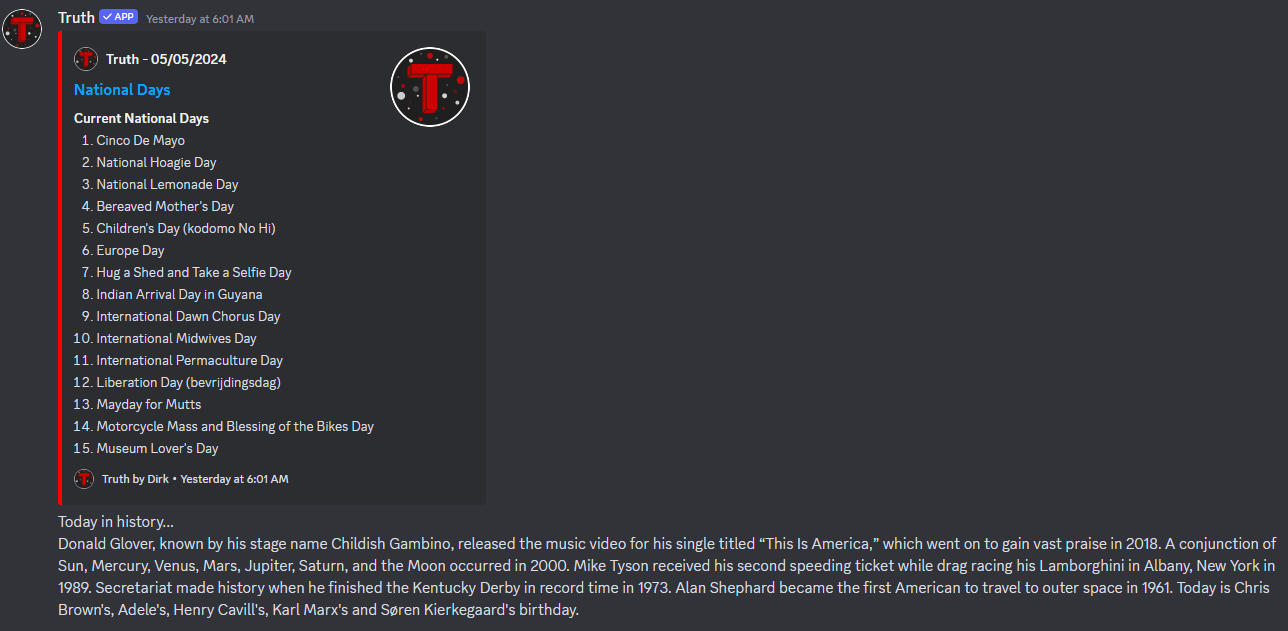 Truth ✓ APP Yesterday at 6:01 AM
T Truth - 05/05/2024
National Days
Current National Days
1. Cinco De Mayo
2. National Hoagie Day
3. National Lemonade Day
4. Bereaved Mother's Day
5. Children's Day (kodomo No Hi)
6. Europe Day
7. Hug a Shed and Take a Selfie Day
8. Indian Arrival Day in Guyana
9. International Dawn Chorus Day
10. International Midwives Day
11. International Permaculture Day
12. Liberation Day (bevrijdingsdag)
13. Mayday for Mutts
14. Motorcycle Mass and Blessing of the Bikes Day
15. Museum Lover's Day
T Truth by Dirk • Yesterday at 6:01 AM
Today in history...
Donald Glover, known by his stage name Childish Gambino, released the music video for his single titled “This Is America,” which went on to gain vast praise in 2018. A conjunction of
Sun, Mercury, Venus, Mars, Jupiter, Saturn, and the Moon occurred in 2000. Mike Tyson received his second speeding ticket while drag racing his Lamborghini in Albany, New York in
1989. Secretariat made history when he finished the Kentucky Derby in record time in 1973. Alan Shephard became the first American to travel to outer space in 1961. Today is Chris
Brown's, Adele's, Henry Cavill's, Karl Marx's and Søren Kierkegaard's birthday.